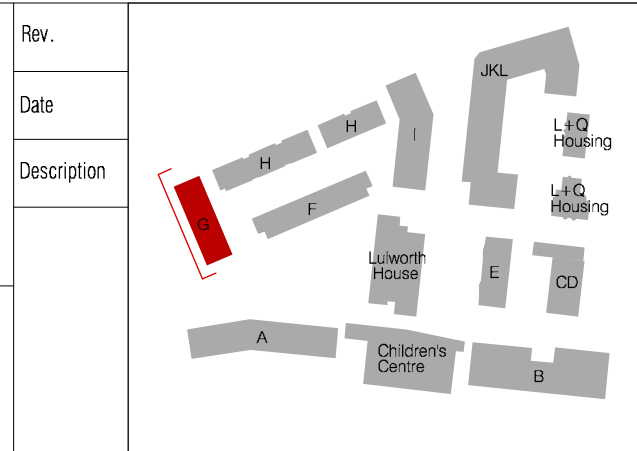 Rev.
Date
Description
JKL
H
H
I
L+Q
Housing
L+Q
Housing
G
F
Lulworth
House
E
CD
A
Children's
Centre
B